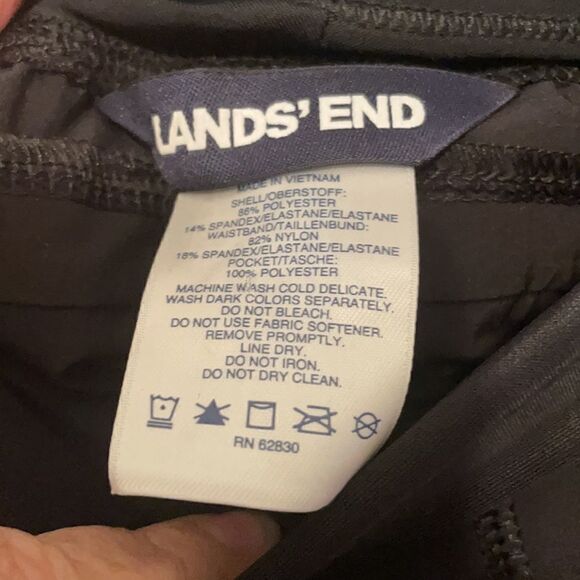 LANDS' END
MADE IN VIETNAM
SHELL/OBERSTOFF:
86% POLYESTER
14% SPANDEX/ELASTANE/ELASTANE
WAISTBAND/TAILLENBUND:
82% NYLON
18% SPANDEX/ELASTANE/ELASTANE
POCKET/TASCHE:
100% POLYESTER
MACHINE WASH COLD DELICATE.
WASH DARK COLORS SEPARATELY.
DO NOT BLEACH.
DO NOT USE FABRIC SOFTENER.
REMOVE PROMPTLY.
LINE DRY.
DO NOT IRON.
DO NOT DRY CLEAN.
RN 62830